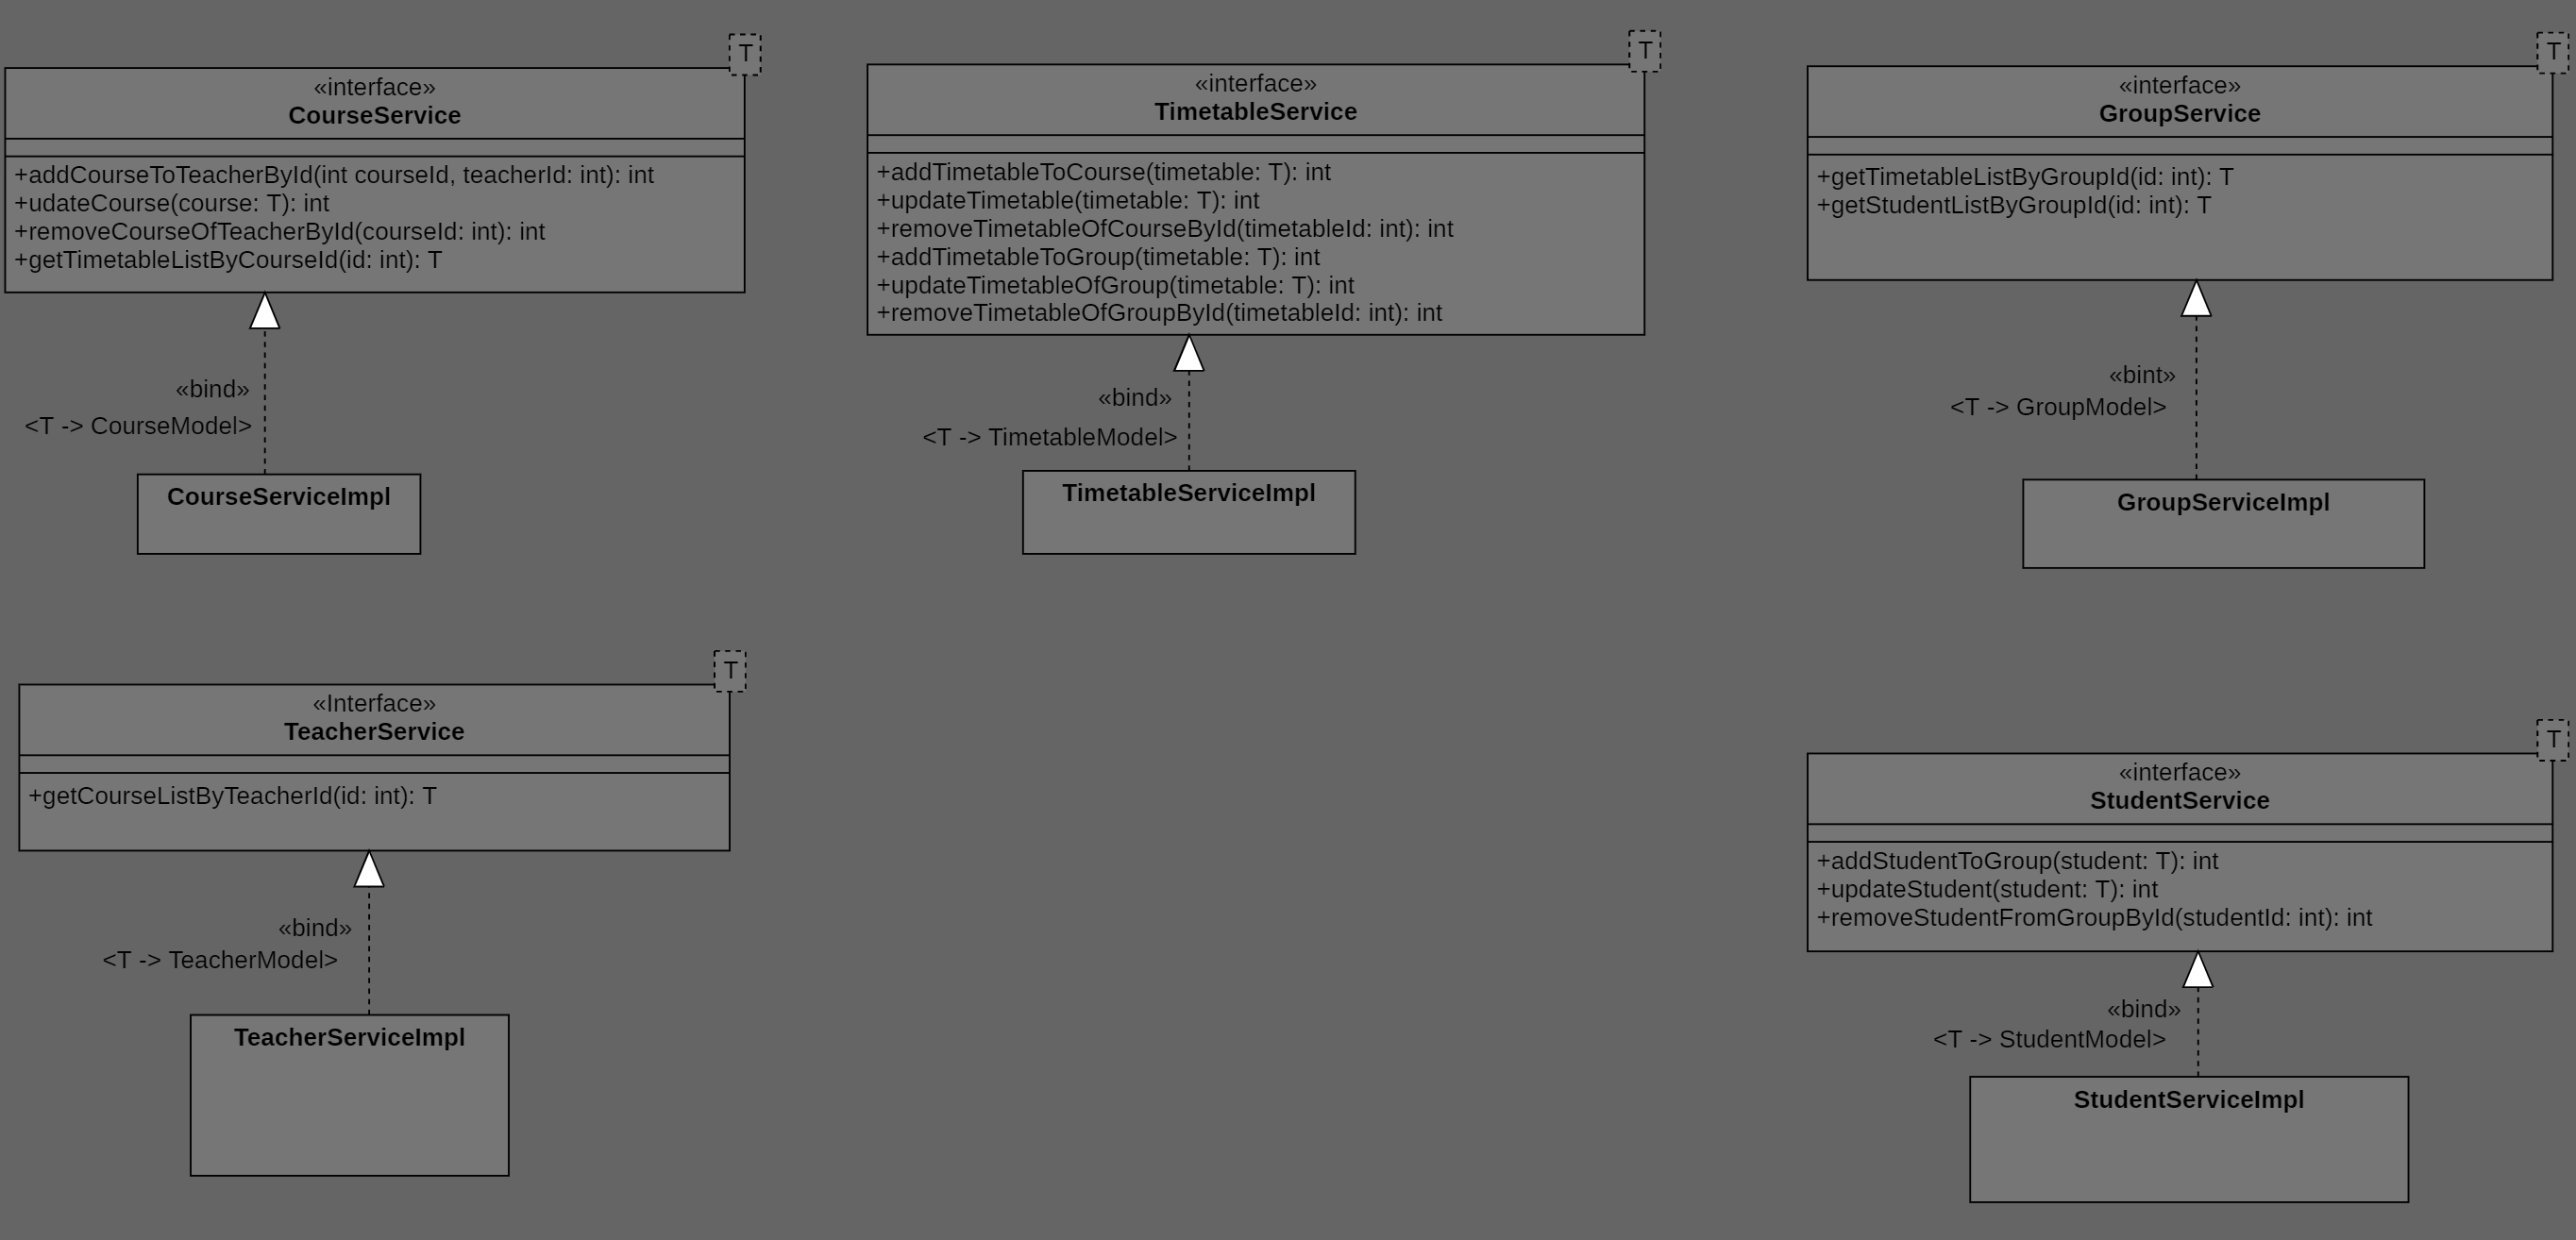 T
«interface»
CourseService
+addCourseToTeacherById(int courseId, teacherId: int): int
+udateCourse(course: T): int
+removeCourseOfTeacherById(courseId: int): int
+getTimetableListByCourseId(id: int): T
«bind»
<T -> CourseModel>
CourseServiceImpl
T
«interface»
TimetableService
+addTimetableToCourse(timetable: T): int
+updateTimetable(timetable: T): int
+removeTimetableOfCourseById(timetableId: int): int
+addTimetableToGroup(timetable: T): int
+updateTimetableOfGroup(timetable: T): int
+removeTimetableOfGroupById(timetableId: int): int
«bind»
<T -> TimetableModel>
TimetableServiceImpl
T
«interface»
GroupService
+getTimetableListByGroupId(id: int): T
+getStudentListByGroupId(id: int): T
«bint»
<T -> GroupModel>
GroupServiceImpl
T
«Interface»
TeacherService
+getCourseListByTeacherId(id: int): T
«bind»
<T -> TeacherModel>
TeacherServiceImpl
T
«interface»
StudentService
+addStudentToGroup(student: T): int
+updateStudent(student: T): int
+removeStudentFromGroupById(studentId: int): int
«bind»
<T -> StudentModel>
StudentServiceImpl